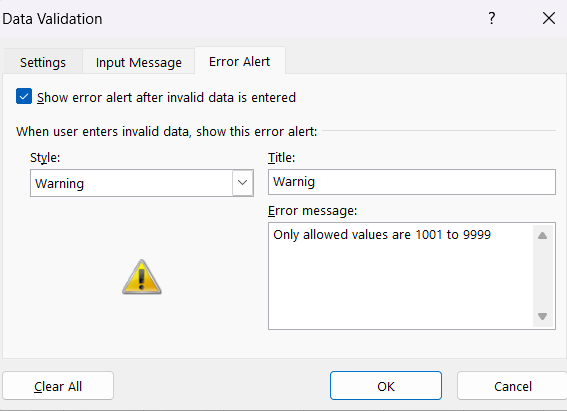 Data Validation
?
Settings
Input Message
Error Alert
Show error alert after invalid data is entered
When user enters invalid data, show this error alert:
Style:
Title:
Warning
Warnig
Error message:
Only allowed values are 1001 to 9999
Clear All
OK
Cancel